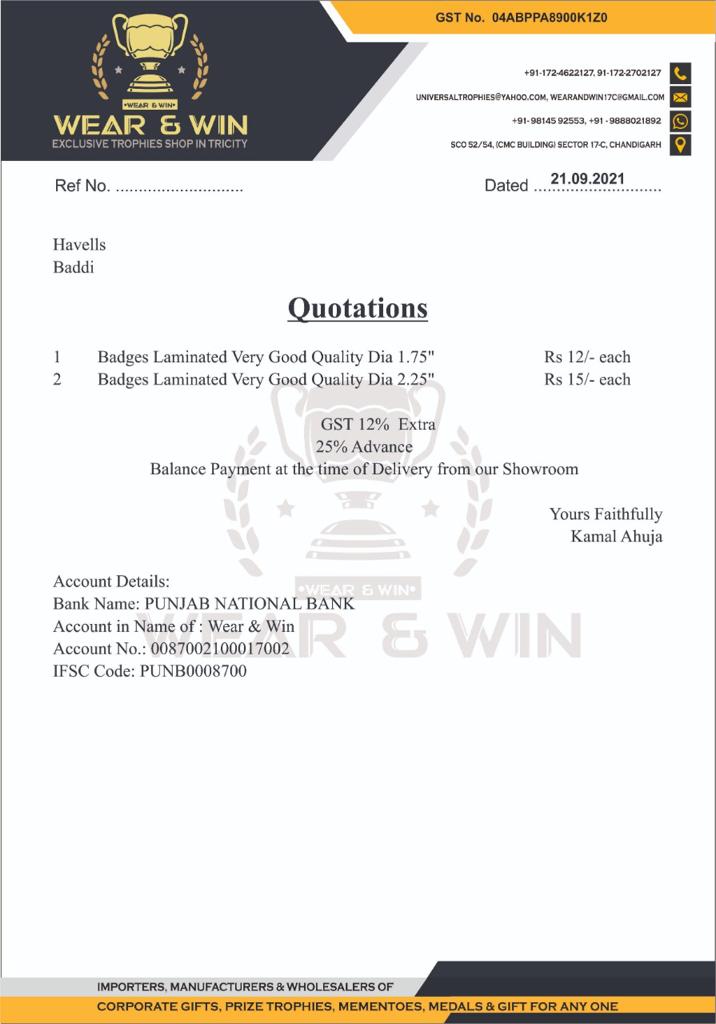 GST No. 04ABPPA8900K1Z0
+91-172-4622127, 91-172-2702127
UNIVERSALTROPHIES@YAHOO.COM, WEARANDWIN17C@GMAIL.COM
+91-98145 92553, +91 - 9888021892
SCO 52/54, (CMC BUILDING) SECTOR 17-C, CHANDIGARH
•WEAR & WIN•
WEAR & WIN
EXCLUSIVE TROPHIES SHOP IN TRICITY
Ref No. ............................
Dated 21.09.2021
Havells
Baddi
Quotations
1 Badges Laminated Very Good Quality Dia 1.75" Rs 12/- each
2 Badges Laminated Very Good Quality Dia 2.25" Rs 15/- each
GST 12% Extra
25% Advance
Balance Payment at the time of Delivery from our Showroom
Yours Faithfully
Kamal Ahuja
Account Details:
Bank Name: PUNJAB NATIONAL BANK
Account in Name of : Wear & Win
Account No.: 0087002100017002
IFSC Code: PUNB0008700
•WEAR & WIN•
WEAR & WIN
IMPORTERS, MANUFACTURERS & WHOLESALERS OF
CORPORATE GIFTS, PRIZE TROPHIES, MEMENTOES, MEDALS & GIFT FOR ANY ONE